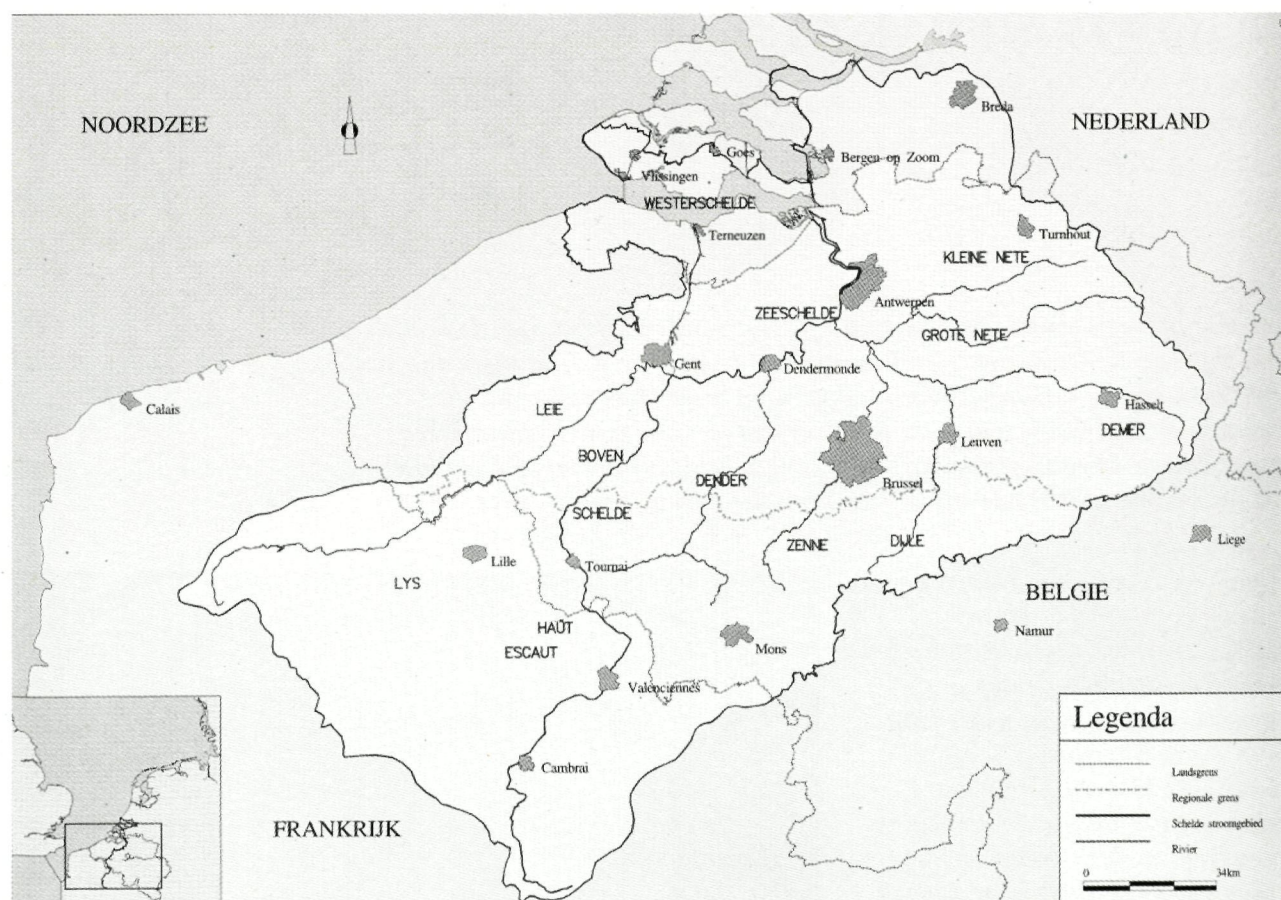 NOORDZEE
NEDERLAND
Breda
Goes
Bergen op Zoom
Vlissingen
WESTERSCHELDE
Terneuzen
Turnhout
KLEINE NETE
Antwerpen
ZEESCHELDE
GROTE NETE
Gent
Dendermonde
Calais
LEIE
Hasselt
DEMER
Leuven
BOVEN
DENDER
Brussel
SCHELDE
ZENNE
DIJLE
Liege
Lille
Tournai
LYS
BELGIE
HAÛT
ESCAUT
Namur
Mons
Valenciennes
Cambrai
FRANKRIJK
Legenda
Landsgrens
Regionale grens
Schelde stroomgebied
Rivier
0 34km